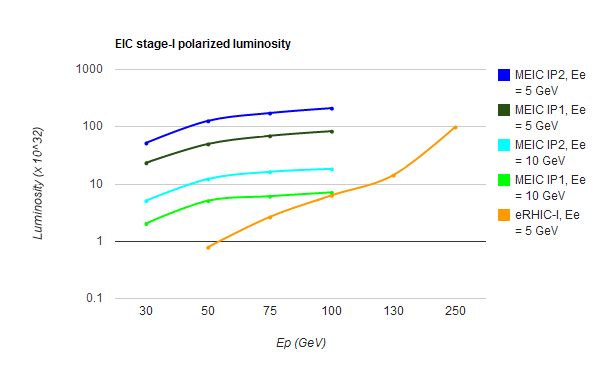 EIC stage-I polarized luminosity
1000
100
10
1
0.1
Luminosity (x 10^32)
30 50 75 100 130 250
Ep (GeV)
MEIC IP2, Ee
= 5 GeV
MEIC IP1, Ee
= 5 GeV
MEIC IP2, Ee
= 10 GeV
MEIC IP1, Ee
= 10 GeV
eRHIC-I, Ee
= 5 GeV